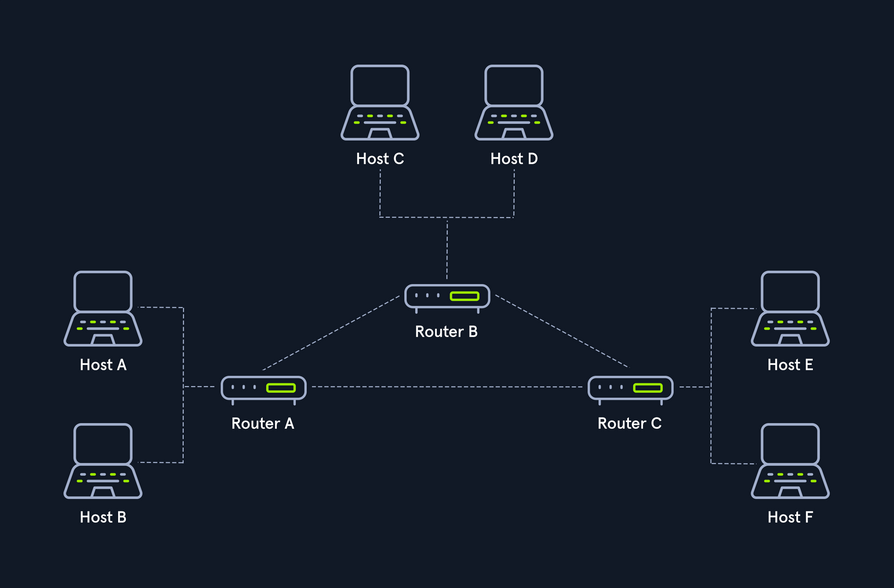 Host C
Host D
Router B
Host A
Host E
Router A
Router C
Host B
Host F